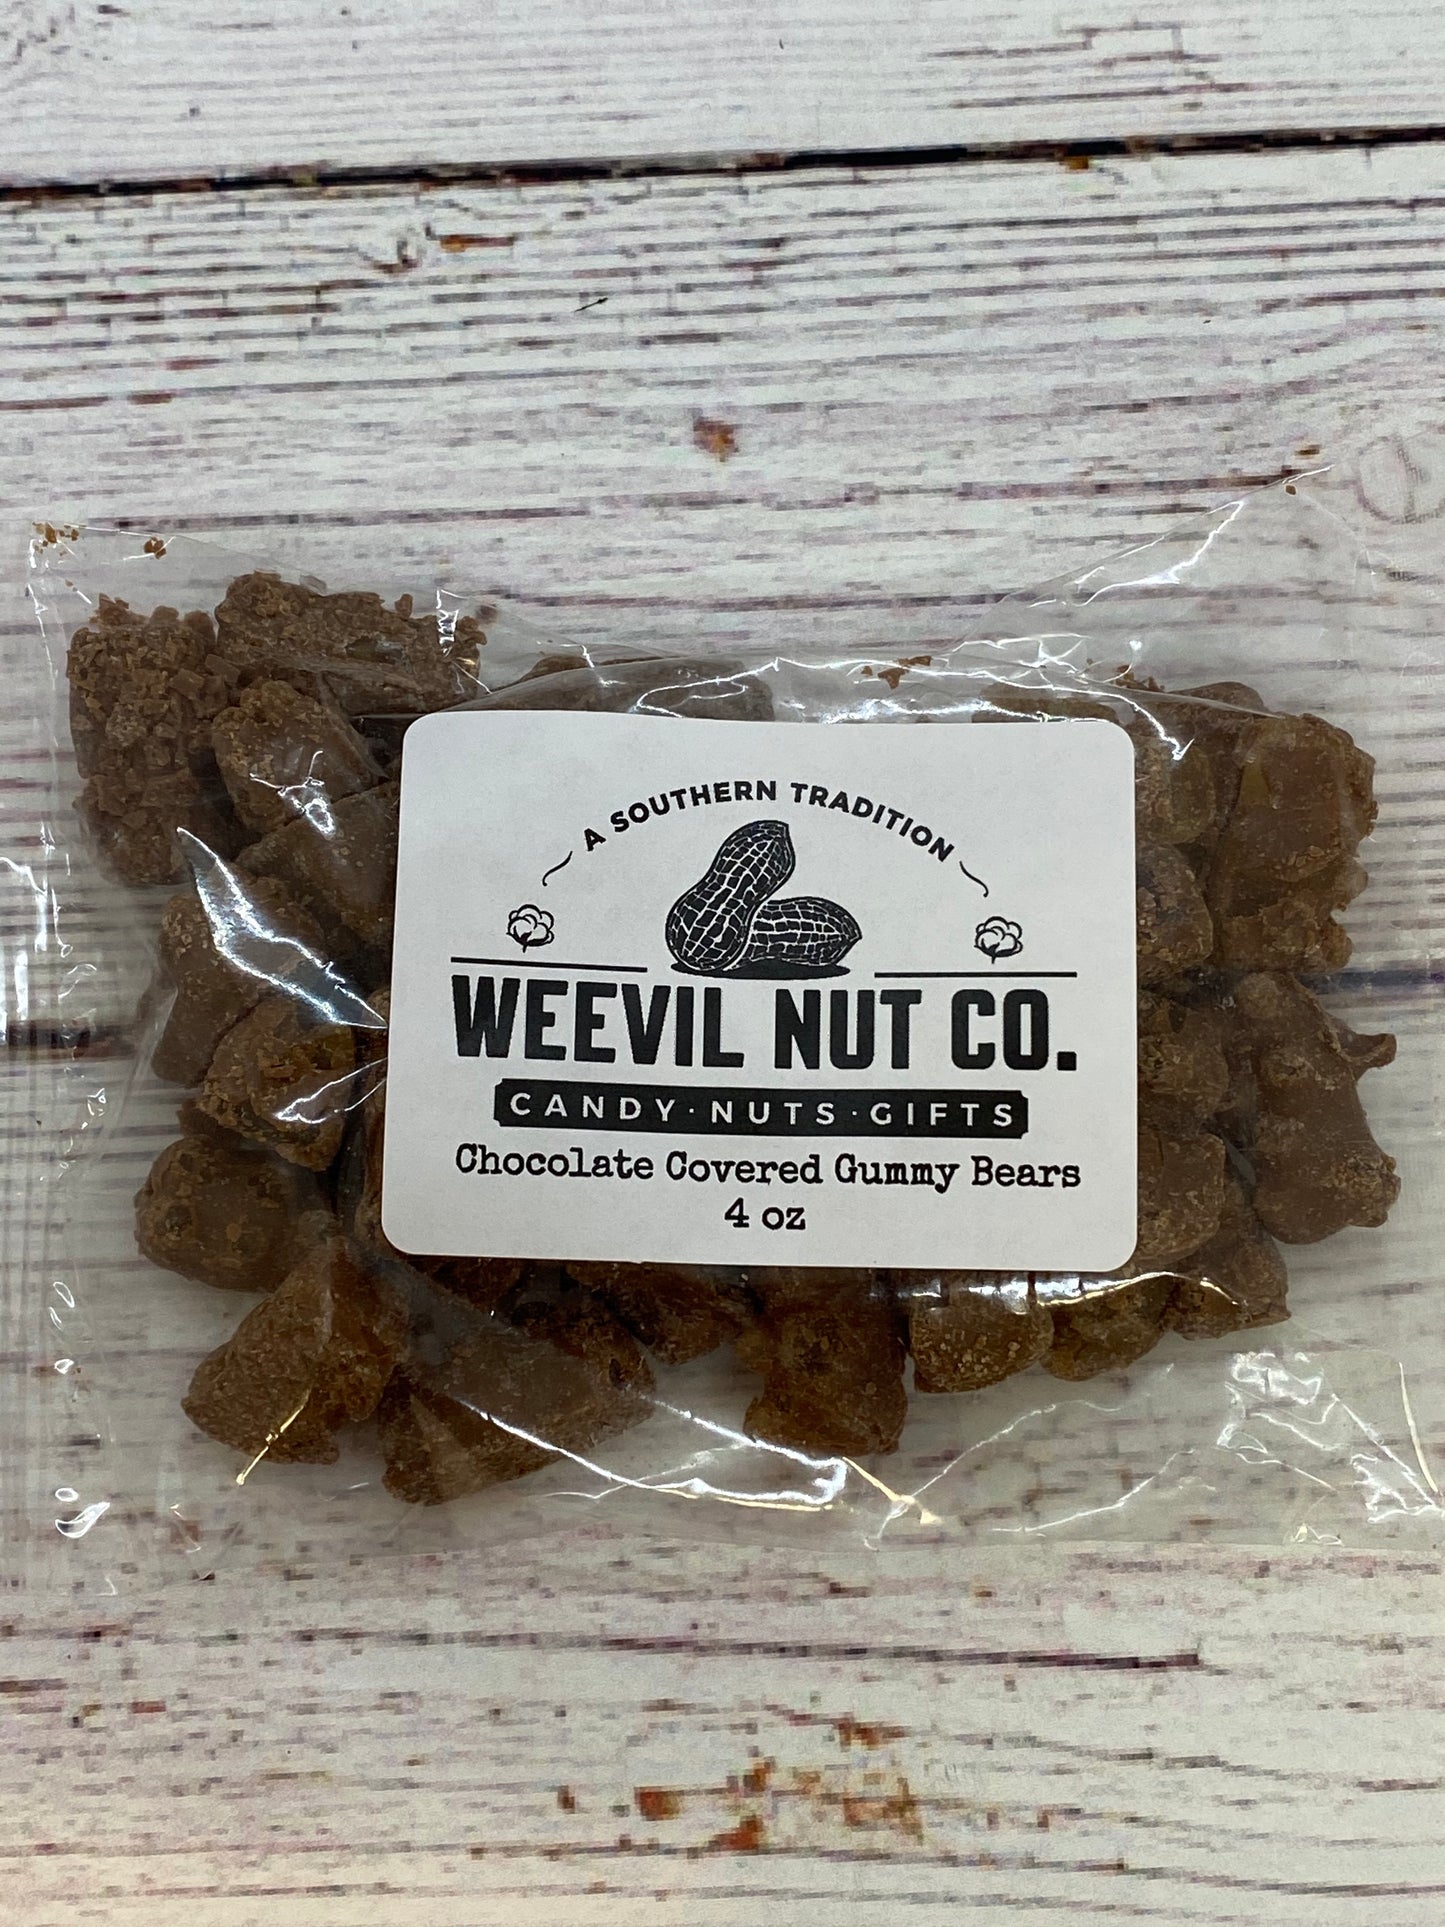 A SOUTHERN TRADITION
WEEVIL NUT CO.
CANDY·NUTS·GIFTS
Chocolate Covered Gummy Bears
4 oz